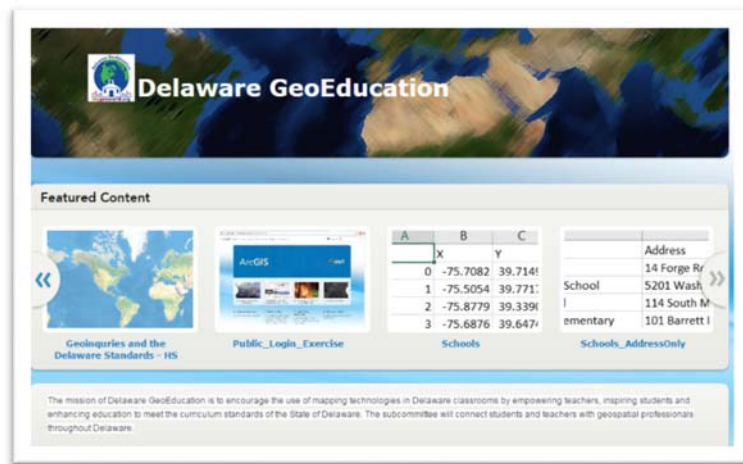 Delaware GeoEducation
Featured Content
A B C
X Y
0 -75.7082
1 -75.5054
2 -75.8779
3 -75.6876
Address
14 Forge
School 5201 Wash
114 South M
ementary 101 Barrett
ArcGIS
Geoinquries and the
Delaware Standards - HS
Public_Login_Exercise
Schools
Schools_AddressOnly
The mission of Delaware GeoEducation is to encourage the use of mapping technologies in Delaware classrooms by empowering teachers, inspiring students and
enhancing education to meet the curriculum standards of the State of Delaware. The subcommittee will connect students and teachers with geospatial professionals
throughout Delaware.